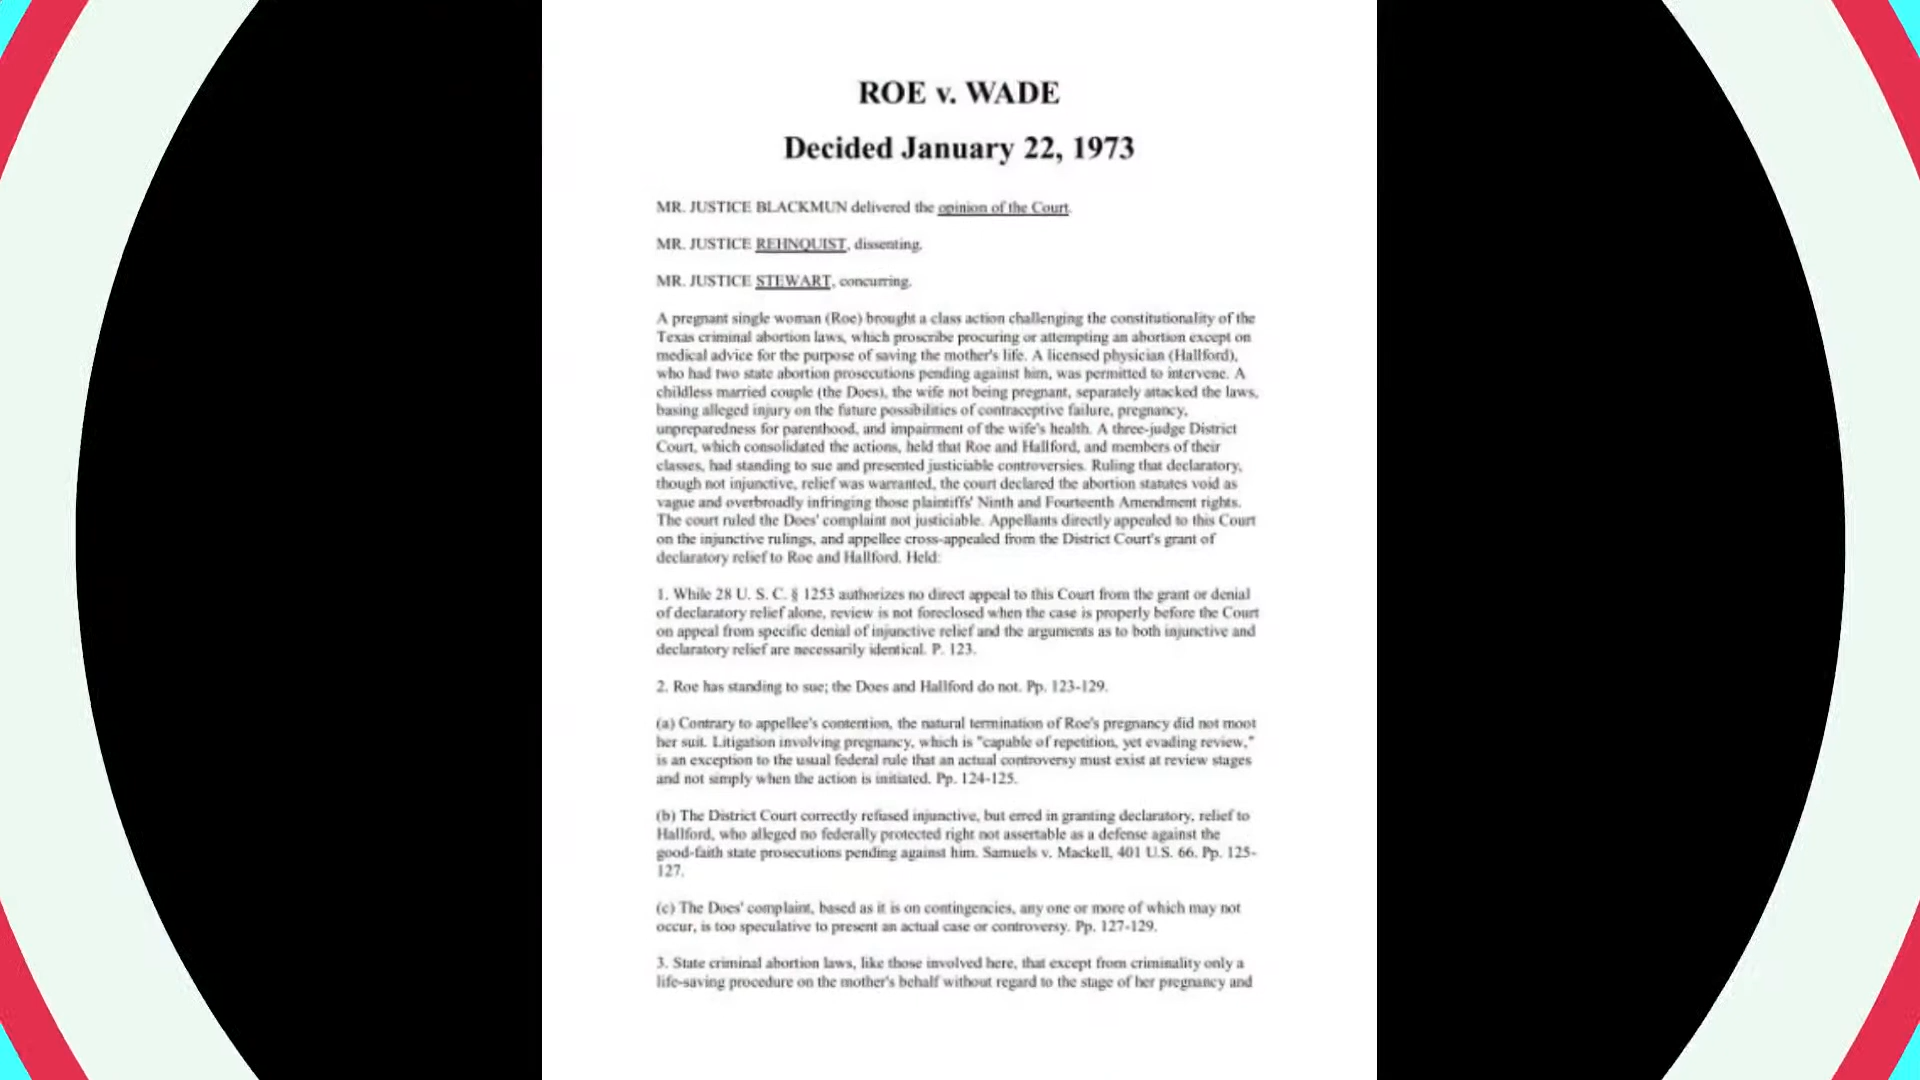 ROE v. WADE
Decided January 22, 1973
MR. JUSTICE BLACKMUN delivered the opinion of the Court.
MR. JUSTICE REHNQUIST, dissenting.
MR. JUSTICE STEWART, concurring.
A pregnant single woman (Roe) brought a class action challenging the constitutionality of the
Texas criminal abortion laws, which proscribe procuring or attempting an abortion except on
medical advice for the purpose of saving the mother's life. A licensed physician (Hallford),
who had two state abortion prosecutions pending against him, was permitted to intervene. A
childless married couple (the Does), the wife not being pregnant, separately attacked the laws,
basing alleged injury on the future possibilities of contraceptive failure, pregnancy,
unpreparedness for parenthood, and impairment of the wife's health. A three-judge District
Court, which consolidated the actions, held that Roe and Hallford, and members of their
classes, had standing to sue and presented justiciable controversies. Ruling that declaratory,
though not injunctive, relief was warranted, the court declared the abortion statutes void as
vague and overbroadly infringing those plaintiffs' Ninth and Fourteenth Amendment rights.
The court ruled the Does' complaint not justiciable. Appellants directly appealed to this Court
on the injunctive rulings, and appellee cross-appealed from the District Court's grant of
declaratory relief to Roe and Hallford. Held:
1. While 28 U. S. C. § 1253 authorizes no direct appeal to this Court from the grant or denial
of declaratory relief alone, review is not foreclosed when the case is properly before the Court
on appeal from specific denial of injunctive relief and the arguments as to both injunctive and
declaratory relief are necessarily identical. P. 123.
2. Roe has standing to sue; the Does and Hallford do not. Pp. 123-129.
(a) Contrary to appellee's contention, the natural termination of Roe's pregnancy did not moot
her suit. Litigation involving pregnancy, which is "capable of repetition, yet evading review,"
is an exception to the usual federal rule that an actual controversy must exist at review stages
and not simply when the action is initiated. Pp. 124-125.
(b) The District Court correctly refused injunctive, but erred in granting declaratory, relief to
Hallford, who alleged no federally protected right not assertable as a defense against the
good-faith state prosecutions pending against him. Samuels v. Mackell, 401 U.S. 66. Pp. 125-
127.
(c) The Does' complaint, based as it is on contingencies, any one or more of which may not
occur, is too speculative to present an actual case or controversy. Pp. 127-129.
3. State criminal abortion laws, like those involved here, that except from criminality only a
life-saving procedure on the mother's behalf without regard to the stage of her pregnancy and